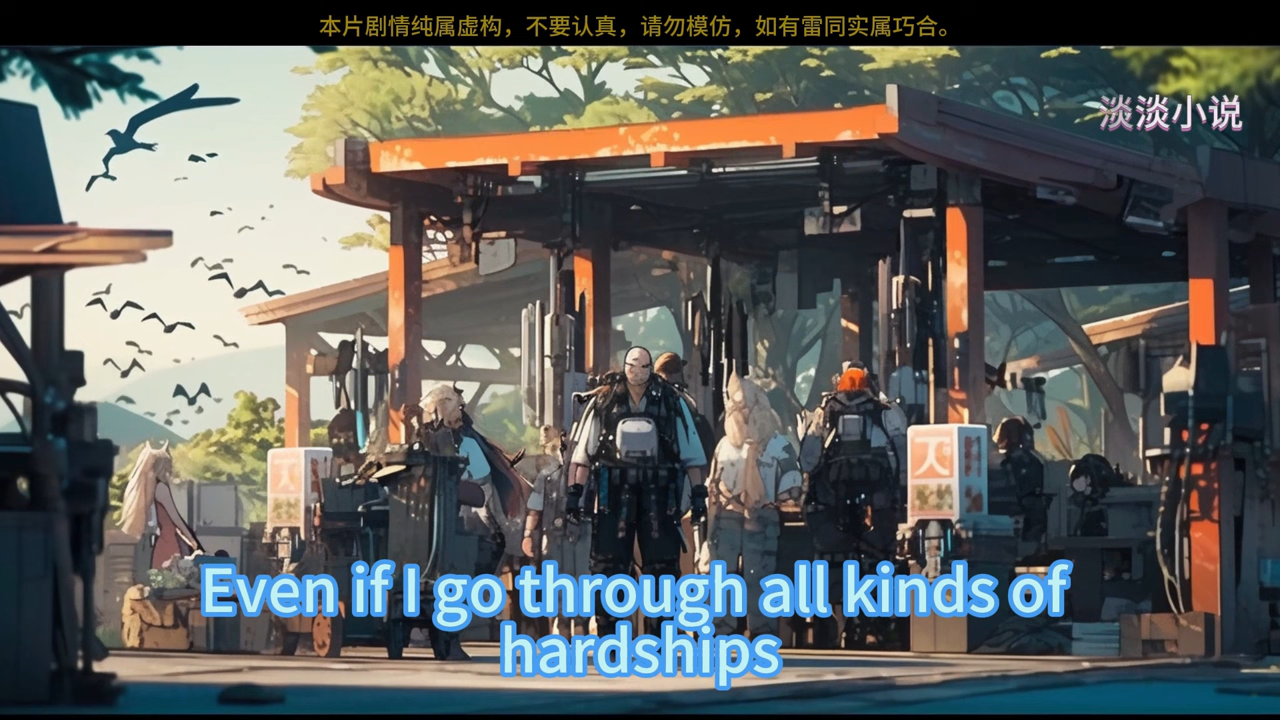 本片剧情纯属虚构，不要认真，请勿模仿，如有雷同实属巧合。
淡淡小说
Even if I go through all kinds of
hardships